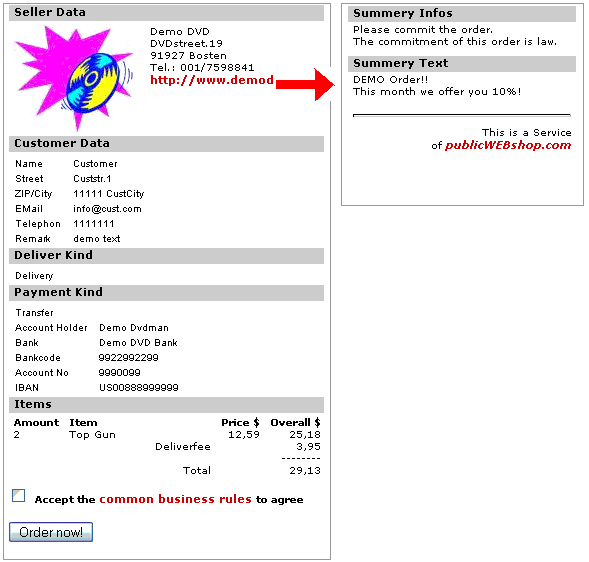 Seller Data
Demo DVD
DVDstreet.19
91927 Bosten
Tel.: 001/7598841
http://www.demod
Customer Data
Name Customer
Street Custstr.1
ZIP/City 11111 CustCity
EMail info@cust.com
Telephon 1111111
Remark demo text
Deliver Kind
Delivery
Payment Kind
Transfer
Account Holder Demo Dvdman
Bank Demo DVD Bank
Bankcode 9922992299
Account No 9990099
IBAN US00888999999
Items
Amount Item Price $ Overall $
2 Top Gun 12,59 25,18
Deliverfee 3,95
--------
Total 29,13
Accept the common business rules to agree
Order now!
Summery Infos
Please commit the order.
The commitment of this order is law.
Summery Text
DEMO Order!!
This month we offer you 10%!
This is a Service
of publicWEBshop.com